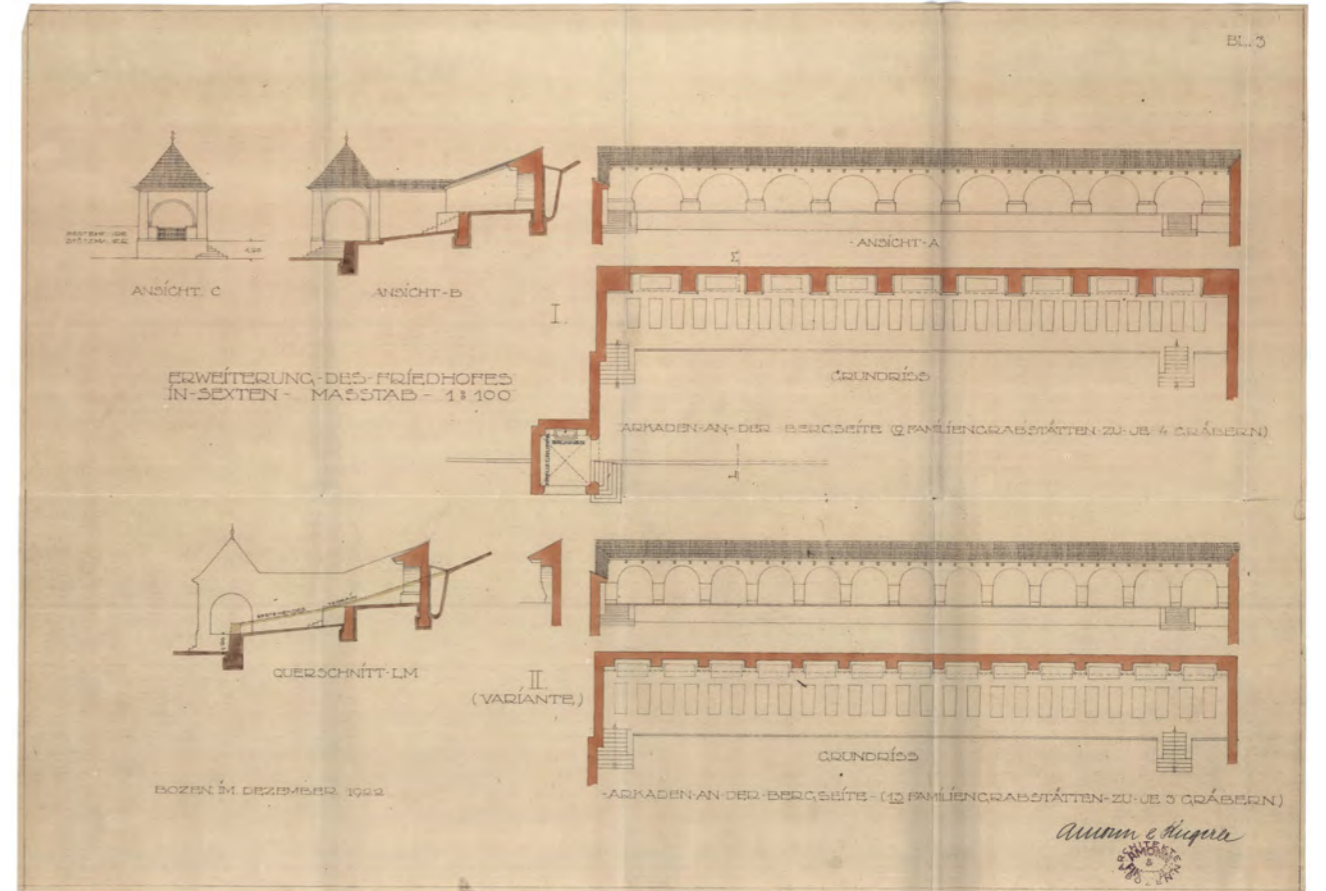 BL. 3
ANSICHT. C
ANSICHT-B
-ANSICHT-A
M
I.
ERWEITERUNG-DES-FRIEDHOFES
IN-SEXTEN- MASSTAB- 1:100
GRUNDRISS
ARKADEN-AN-DER-BERGSEITE (9 FAMILIENGRABSTÄTTEN-ZU-JE 4 GRÄBERN)
L
QUERSCHNITT-LM
II.
(VARIANTE)
GRUNDRISS
BOZEN, IM DEZEMBER 1922
-ARKADEN-AN-DER-BERGSEITE-(13 FAMILIENGRABSTÄTTEN-ZU-JE 3 GRÄBERN)
Amonn e Fingerle